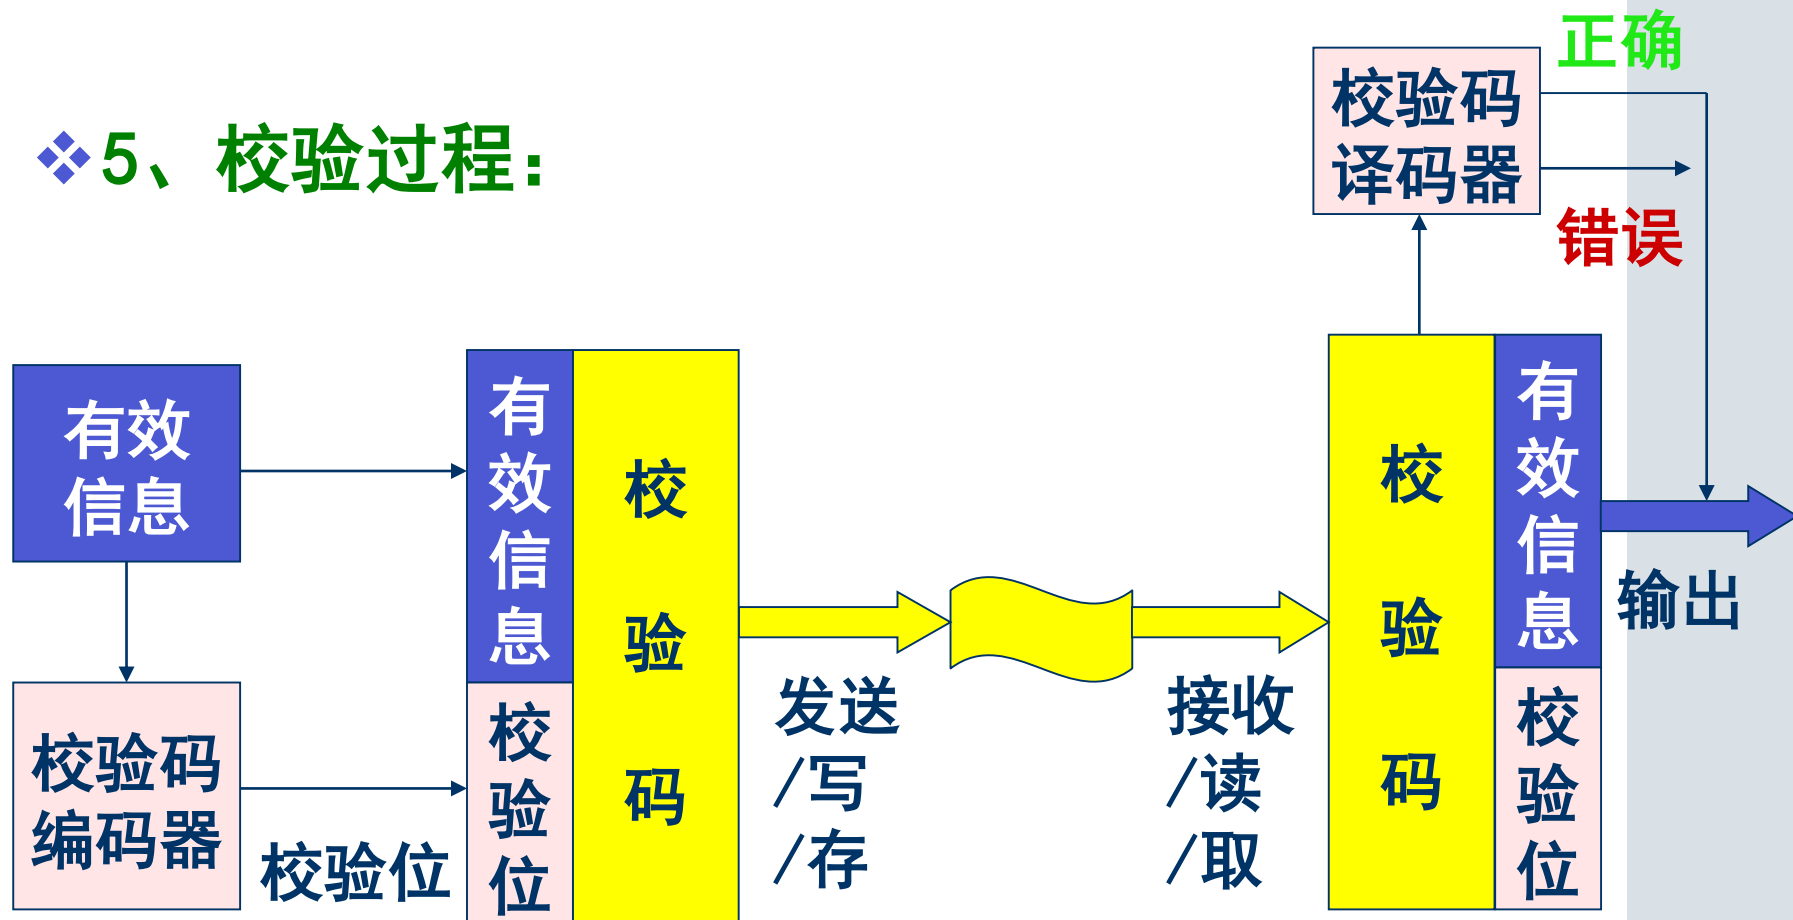 5、校验过程:
正确
校验码
译码器
错误
有效
信息
校验码
编码器
校验位
有
效
信
息
校
验
位
校
验
码
发送
/写
/存
接收
/读
/取
校
验
码
有
效
信
息
校
验
位
输出